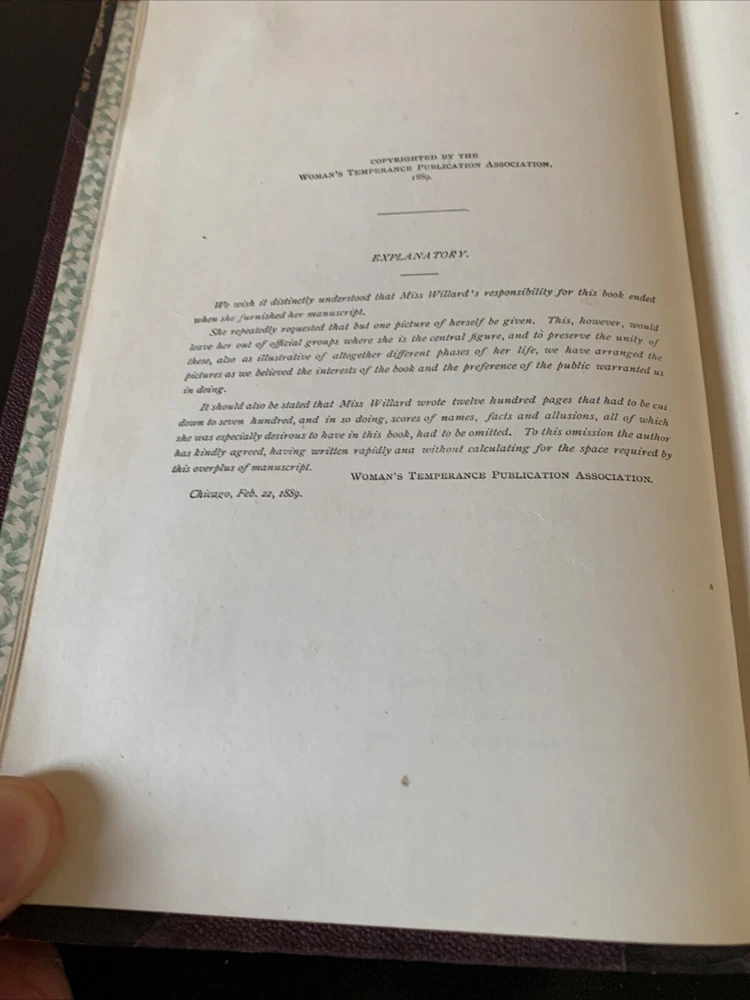 COPYRIGHTED BY THE
WOMAN'S TEMPERANCE PUBLICATION ASSOCIATION.
1889.
EXPLANATORY.
We wish it distinctly understood that Miss Willard's responsibility for this book ended
when she furnished her manuscript.
She repeatedly requested that but one picture of herself be given. This, however, would
leave her out of official groups where she is the central figure, and to preserve the unity of
these, also as illustrative of altogether different phases of her life, we have arranged the
pictures as we believed the interests of the book and the preference of the public warranted us
in doing.
It should also be stated that Miss Willard wrote twelve hundred pages that had to be cut
down to seven hundred, and in so doing, scores of names, facts and allusions, all of which
she was especially desirous to have in this book, had to be omitted. To this omission the author
has kindly agreed, having written rapidly and without calculating for the space required by
this overplus of manuscript.
WOMAN'S TEMPERANCE PUBLICATION ASSOCIATION.
Chicago, Feb. 22, 1889.